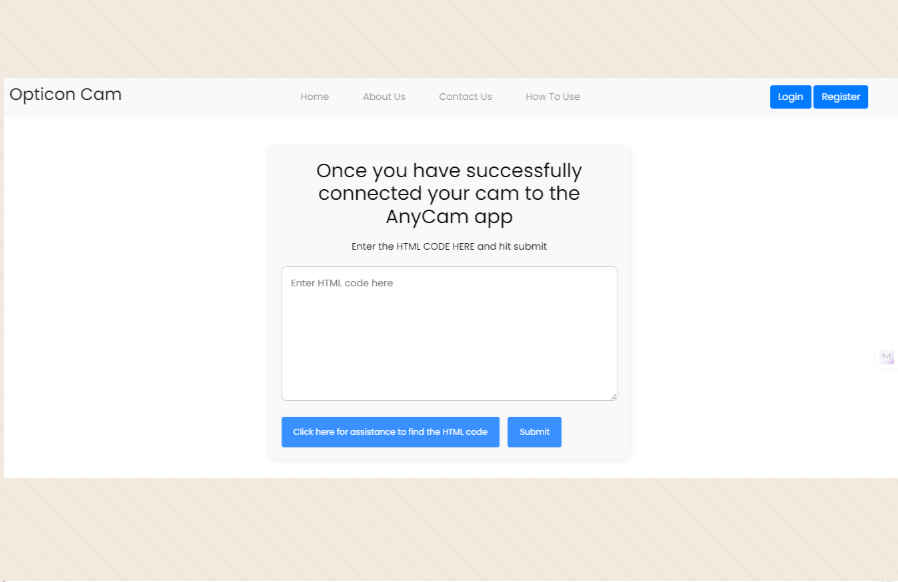 Opticon Cam
Home About Us Contact Us How To Use
Login Register
Once you have successfully
connected your cam to the
AnyCam app
Enter the HTML CODE HERE and hit submit
Enter HTML code here
Click here for assistance to find the HTML code
Submit